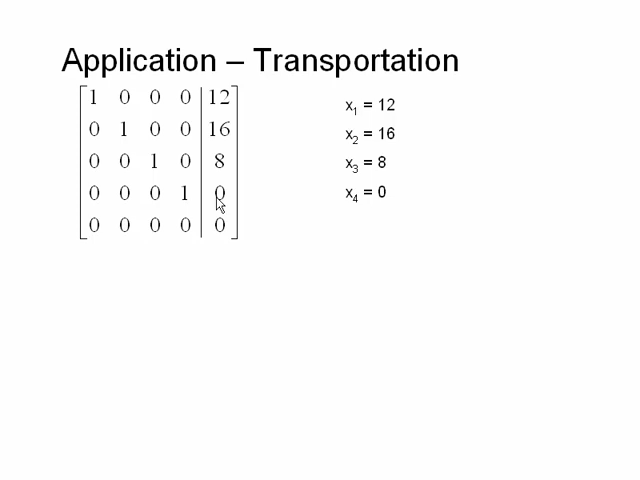 Application – Transportation
1 0 0 0 12
0 1 0 0 16
0 0 1 0 8
0 0 0 1 0
0 0 0 0 0
x₁ = 12
x₂ = 16
x₃ = 8
x₄ = 0